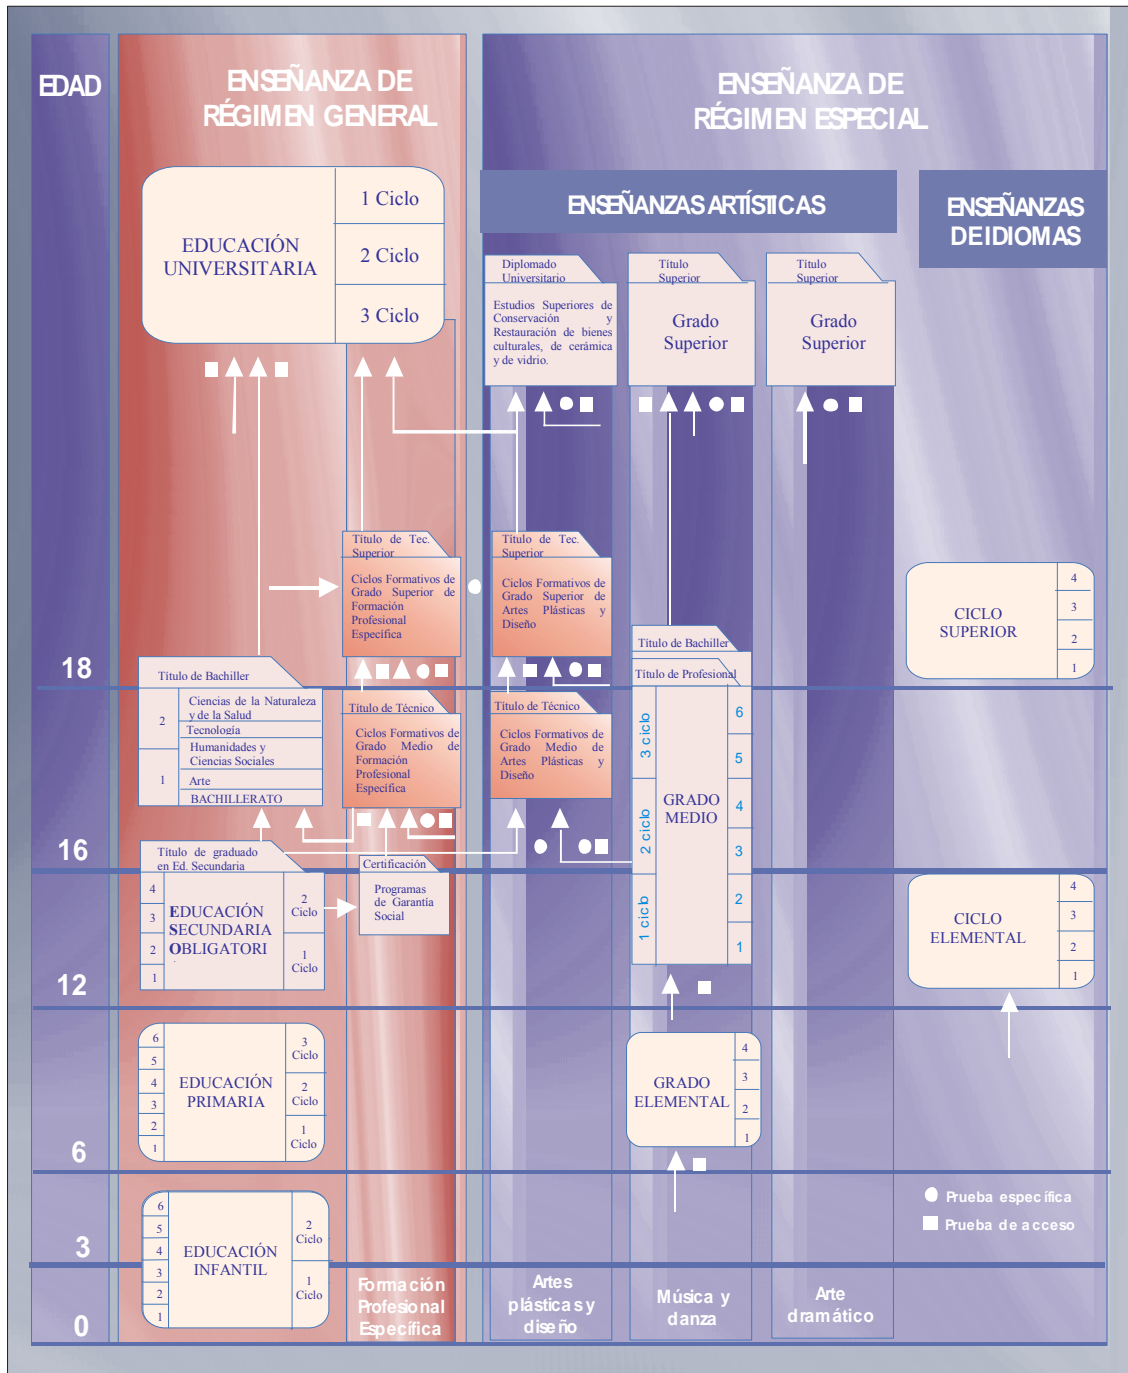 EDAD
ENSEÑANZA DE
RÉGIMEN GENERAL
ENSEÑANZA DE
RÉGIMEN ESPECIAL
ENSEÑANZAS ARTÍSTICAS
ENSEÑANZAS
DE IDIOMAS
EDUCACIÓN
UNIVERSITARIA
1 Ciclo
2 Ciclo
3 Ciclo
Diplomado
Universitario
Estudios Superiores de
Conservación y
Restauración de bienes
culturales, de cerámica
y de vidrio.
Título
Superior
Grado
Superior
Título
Superior
Grado
Superior
Título de Tec.
Superior
Ciclos Formativos de
Grado Superior de
Formación
Profesional
Específica
Título de Tec.
Superior
Ciclos Formativos de
Grado Superior de
Artes Plásticas y
Diseño
CICLO
SUPERIOR
4
3
2
1
18
Título de Bachiller
2
1
Ciencias de la Naturaleza
y de la Salud
Tecnología
Humanidades y
Ciencias Sociales
Arte
BACHILLERATO
Título de Técnico
Ciclos Formativos de
Grado Medio de
Formación
Profesional
Específica
Título de Técnico
Ciclos Formativos de
Grado Medio de
Artes Plásticas y
Diseño
Título de Bachiller
Título de Profesional
3 ciclo
2 ciclo
1 ciclo
GRADO
MEDIO
6
5
4
3
2
1
16
Título de graduado
en Ed. Secundaria
4
3
2
1
EDUCACIÓN
SECUNDARIA
OBLIGATORI
2
Ciclo
1
Ciclo
Certificación
Programas
de Garantía
Social
CICLO
ELEMENTAL
4
3
2
1
12
6
5
4
3
2
1
EDUCACIÓN
PRIMARIA
3
Ciclo
2
Ciclo
1
Ciclo
GRADO
ELEMENTAL
4
3
2
1
6
Prueba específica
Prueba de acceso
6
5
4
3
2
1
EDUCACIÓN
INFANTIL
2
Ciclo
1
Ciclo
3
0
Formación
Profesional
Específica
Artes
plásticas y
diseño
Música y
danza
Arte
dramático